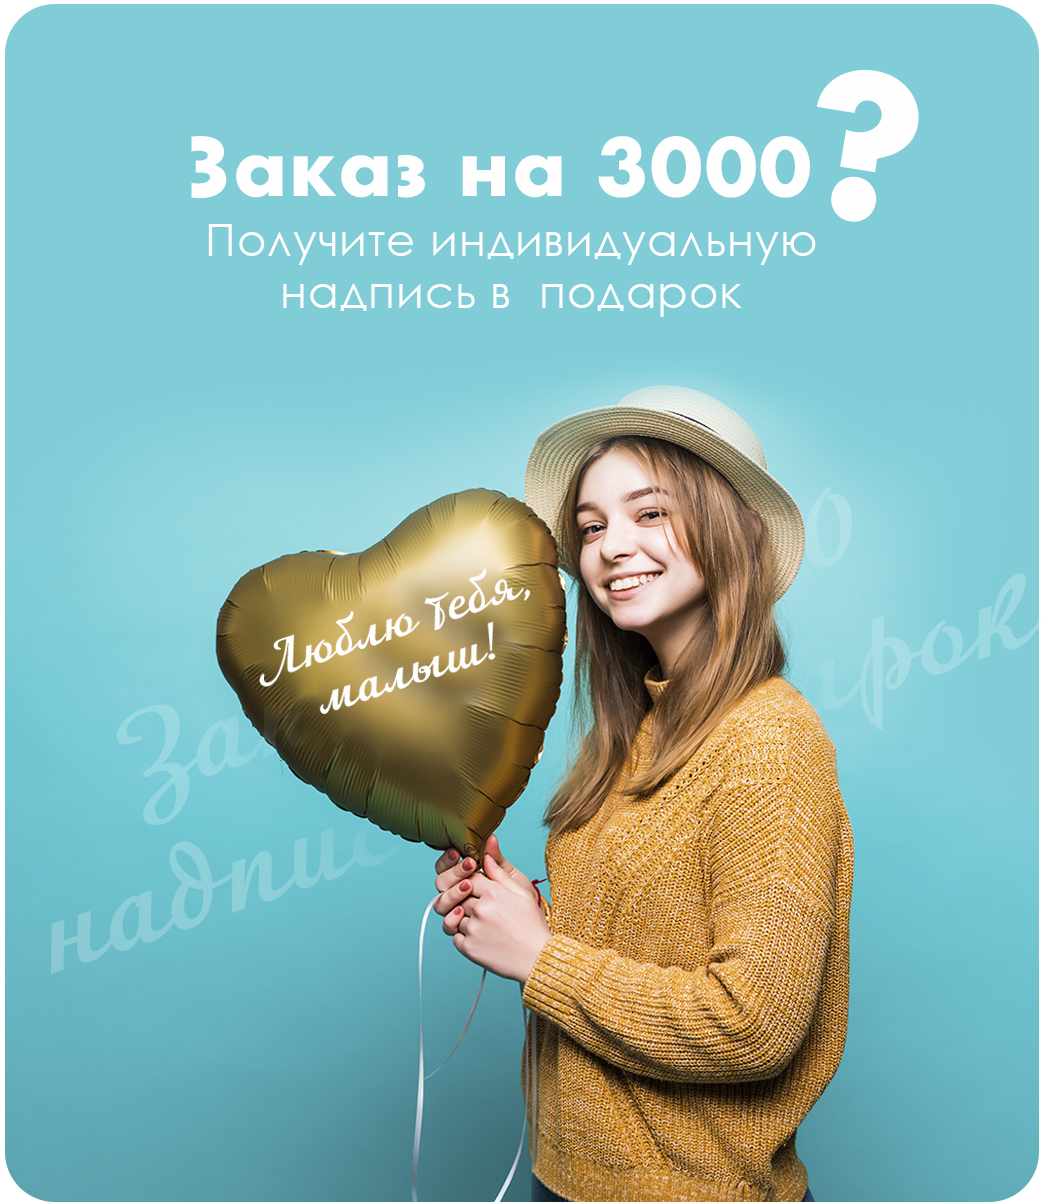 Заказ на 3000?
Получите индивидуальную
надпись в подарок
Люблю тебя,
малыш!